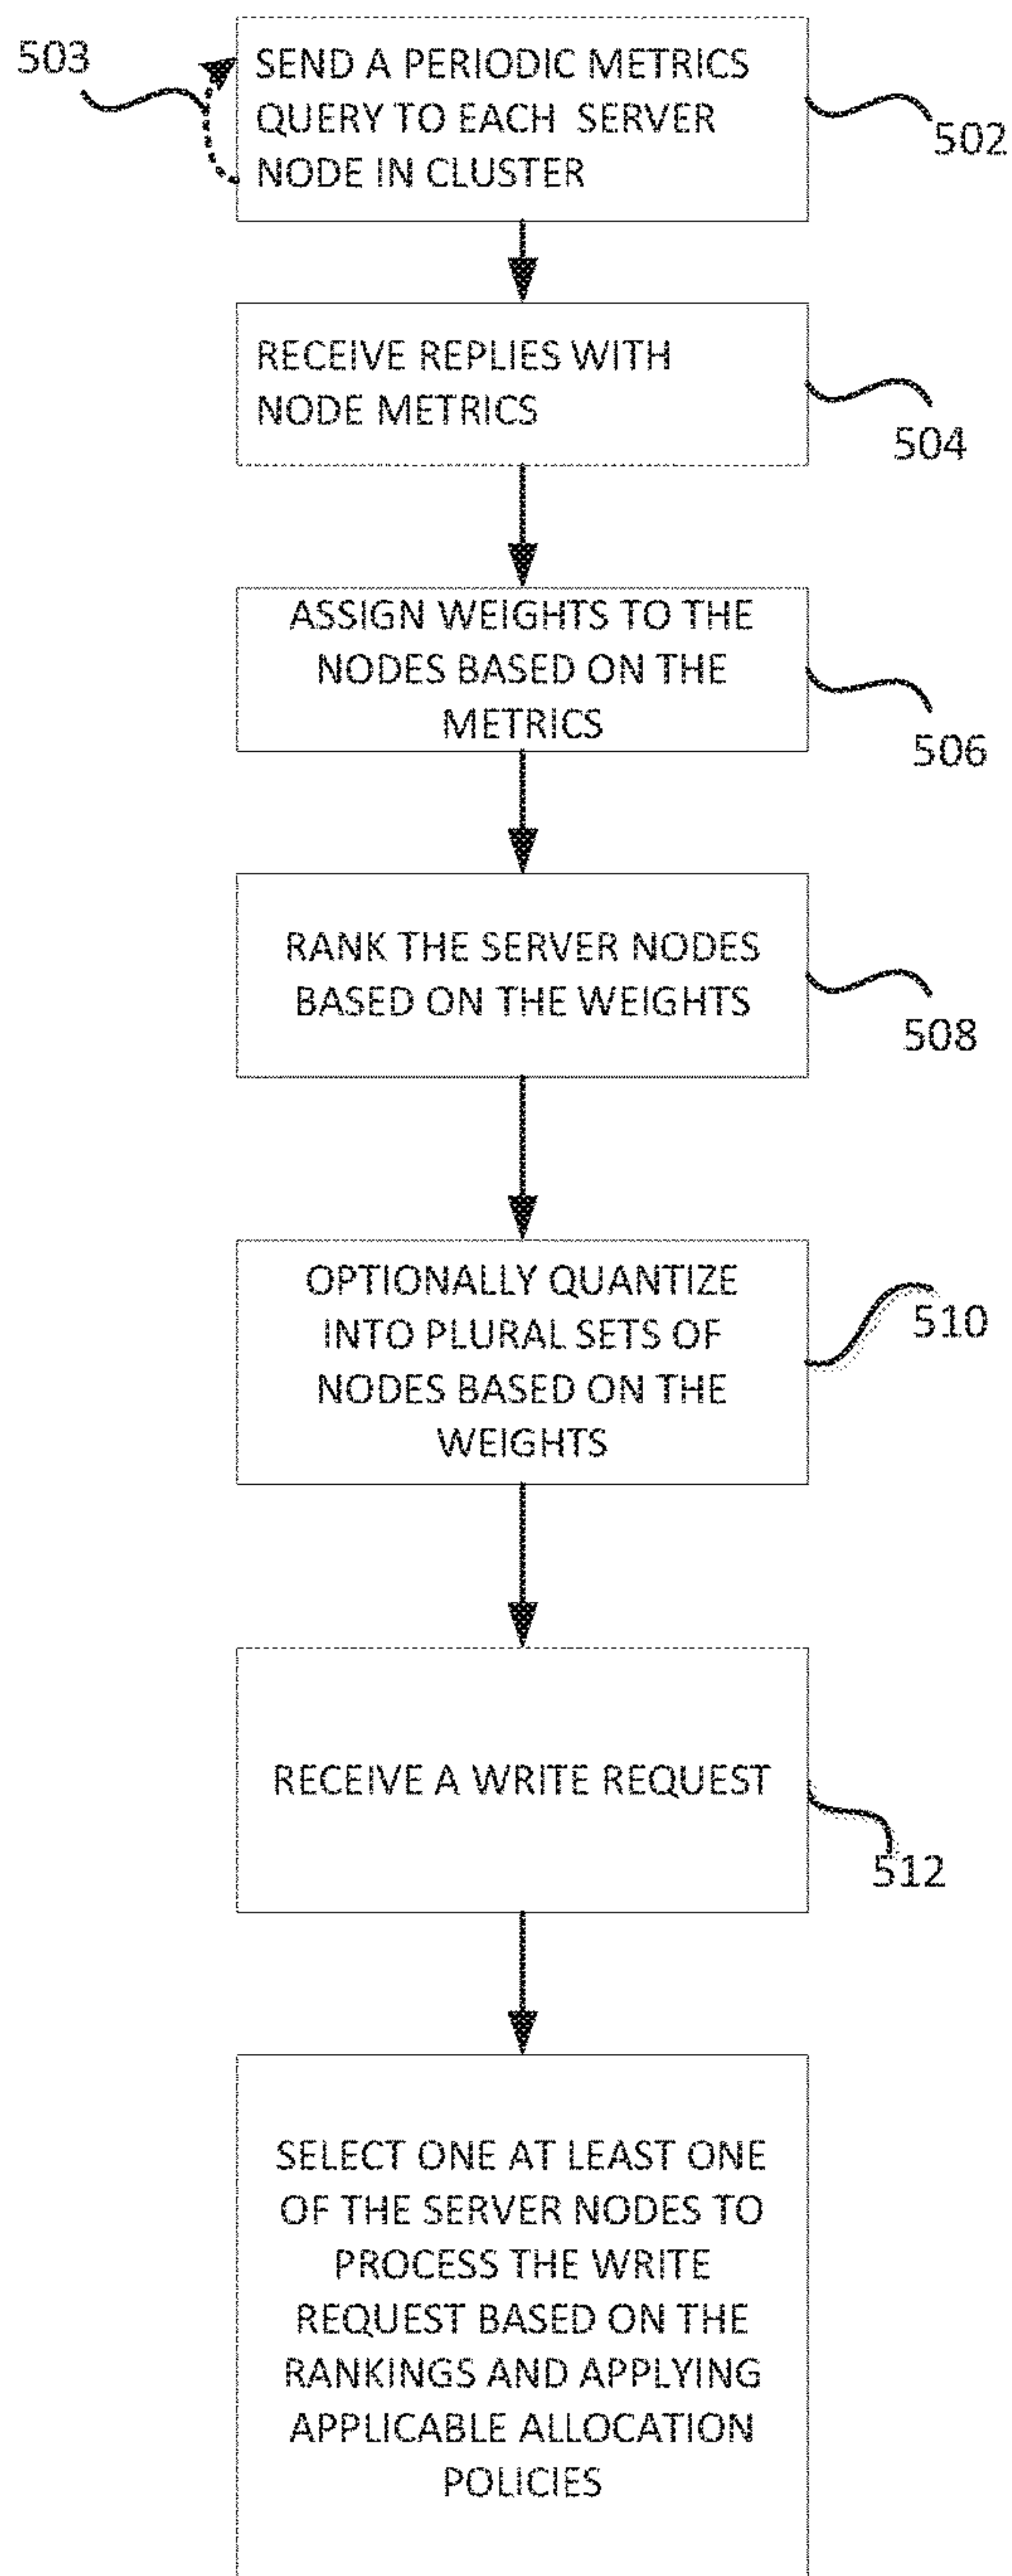 503
SEND A PERIODIC METRICS
QUERY TO EACH SERVER
NODE IN CLUSTER
502
RECEIVE REPLIES WITH
NODE METRICS
504
ASSIGN WEIGHTS TO THE
NODES BASED ON THE
METRICS
506
RANK THE SERVER NODES
BASED ON THE WEIGHTS
508
OPTIONALLY QUANTIZE
INTO PLURAL SETS OF
NODES BASED ON THE
WEIGHTS
510
RECEIVE A WRITE REQUEST
512
SELECT ONE AT LEAST ONE
OF THE SERVER NODES TO
PROCESS THE WRITE
REQUEST BASED ON THE
RANKINGS AND APPLYING
APPLICABLE ALLOCATION
POLICIES